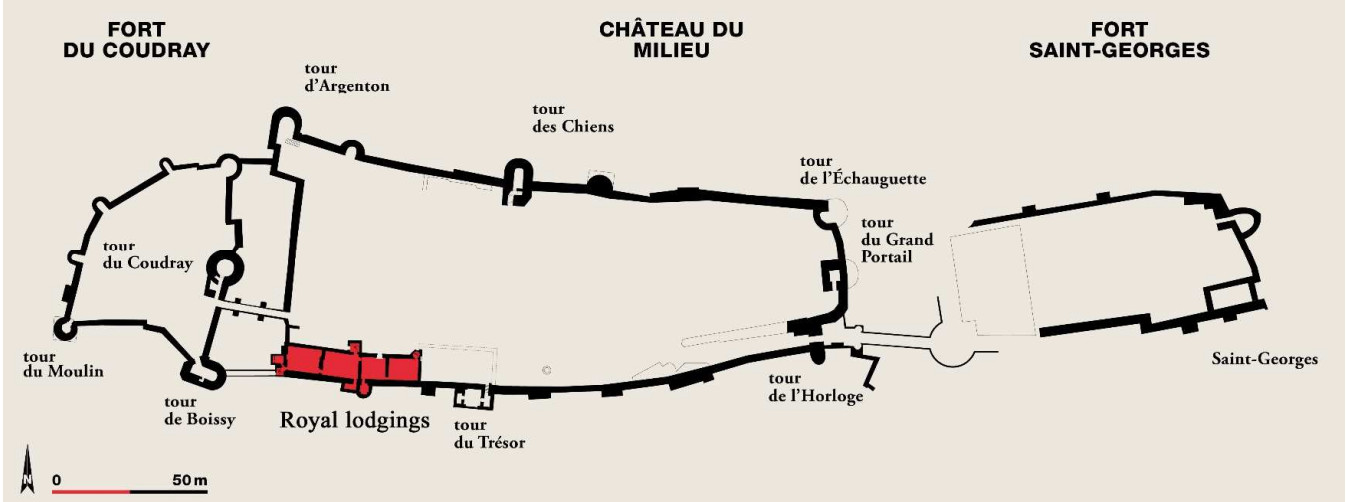 FORT
DU COUDRAY
CHÂTEAU DU
MILIEU
FORT
SAINT-GEORGES
tour
d'Argenton
tour
des Chiens
tour
de l'Échauguette
tour
du Grand
Portail
tour
du Coudray
tour
du Moulin
tour
de Boissy
Royal lodgings
tour
du Trésor
tour
de l'Horloge
Saint-Georges
N
0
50 m